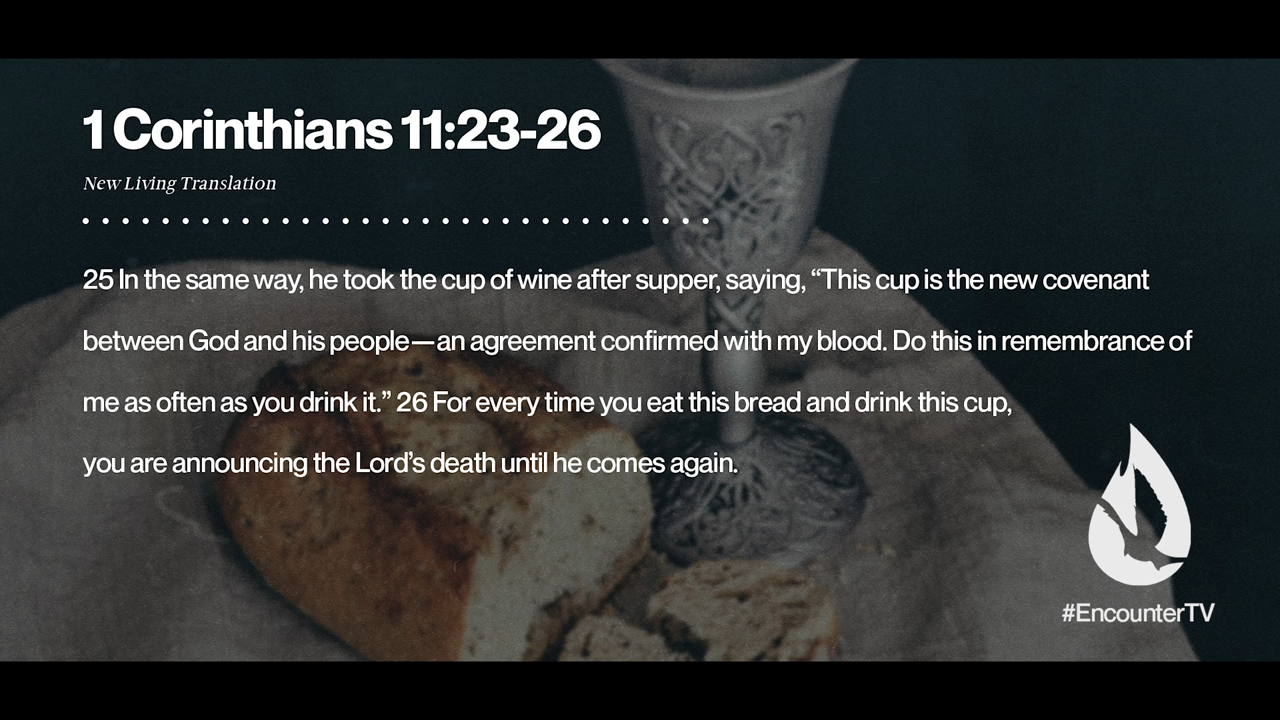 1 Corinthians 11:23-26
New Living Translation
25 In the same way, he took the cup of wine after supper, saying, “This cup is the new covenant
between God and his people—an agreement confirmed with my blood. Do this in remembrance of
me as often as you drink it.” 26 For every time you eat this bread and drink this cup,
you are announcing the Lord’s death until he comes again.
#EncounterTV